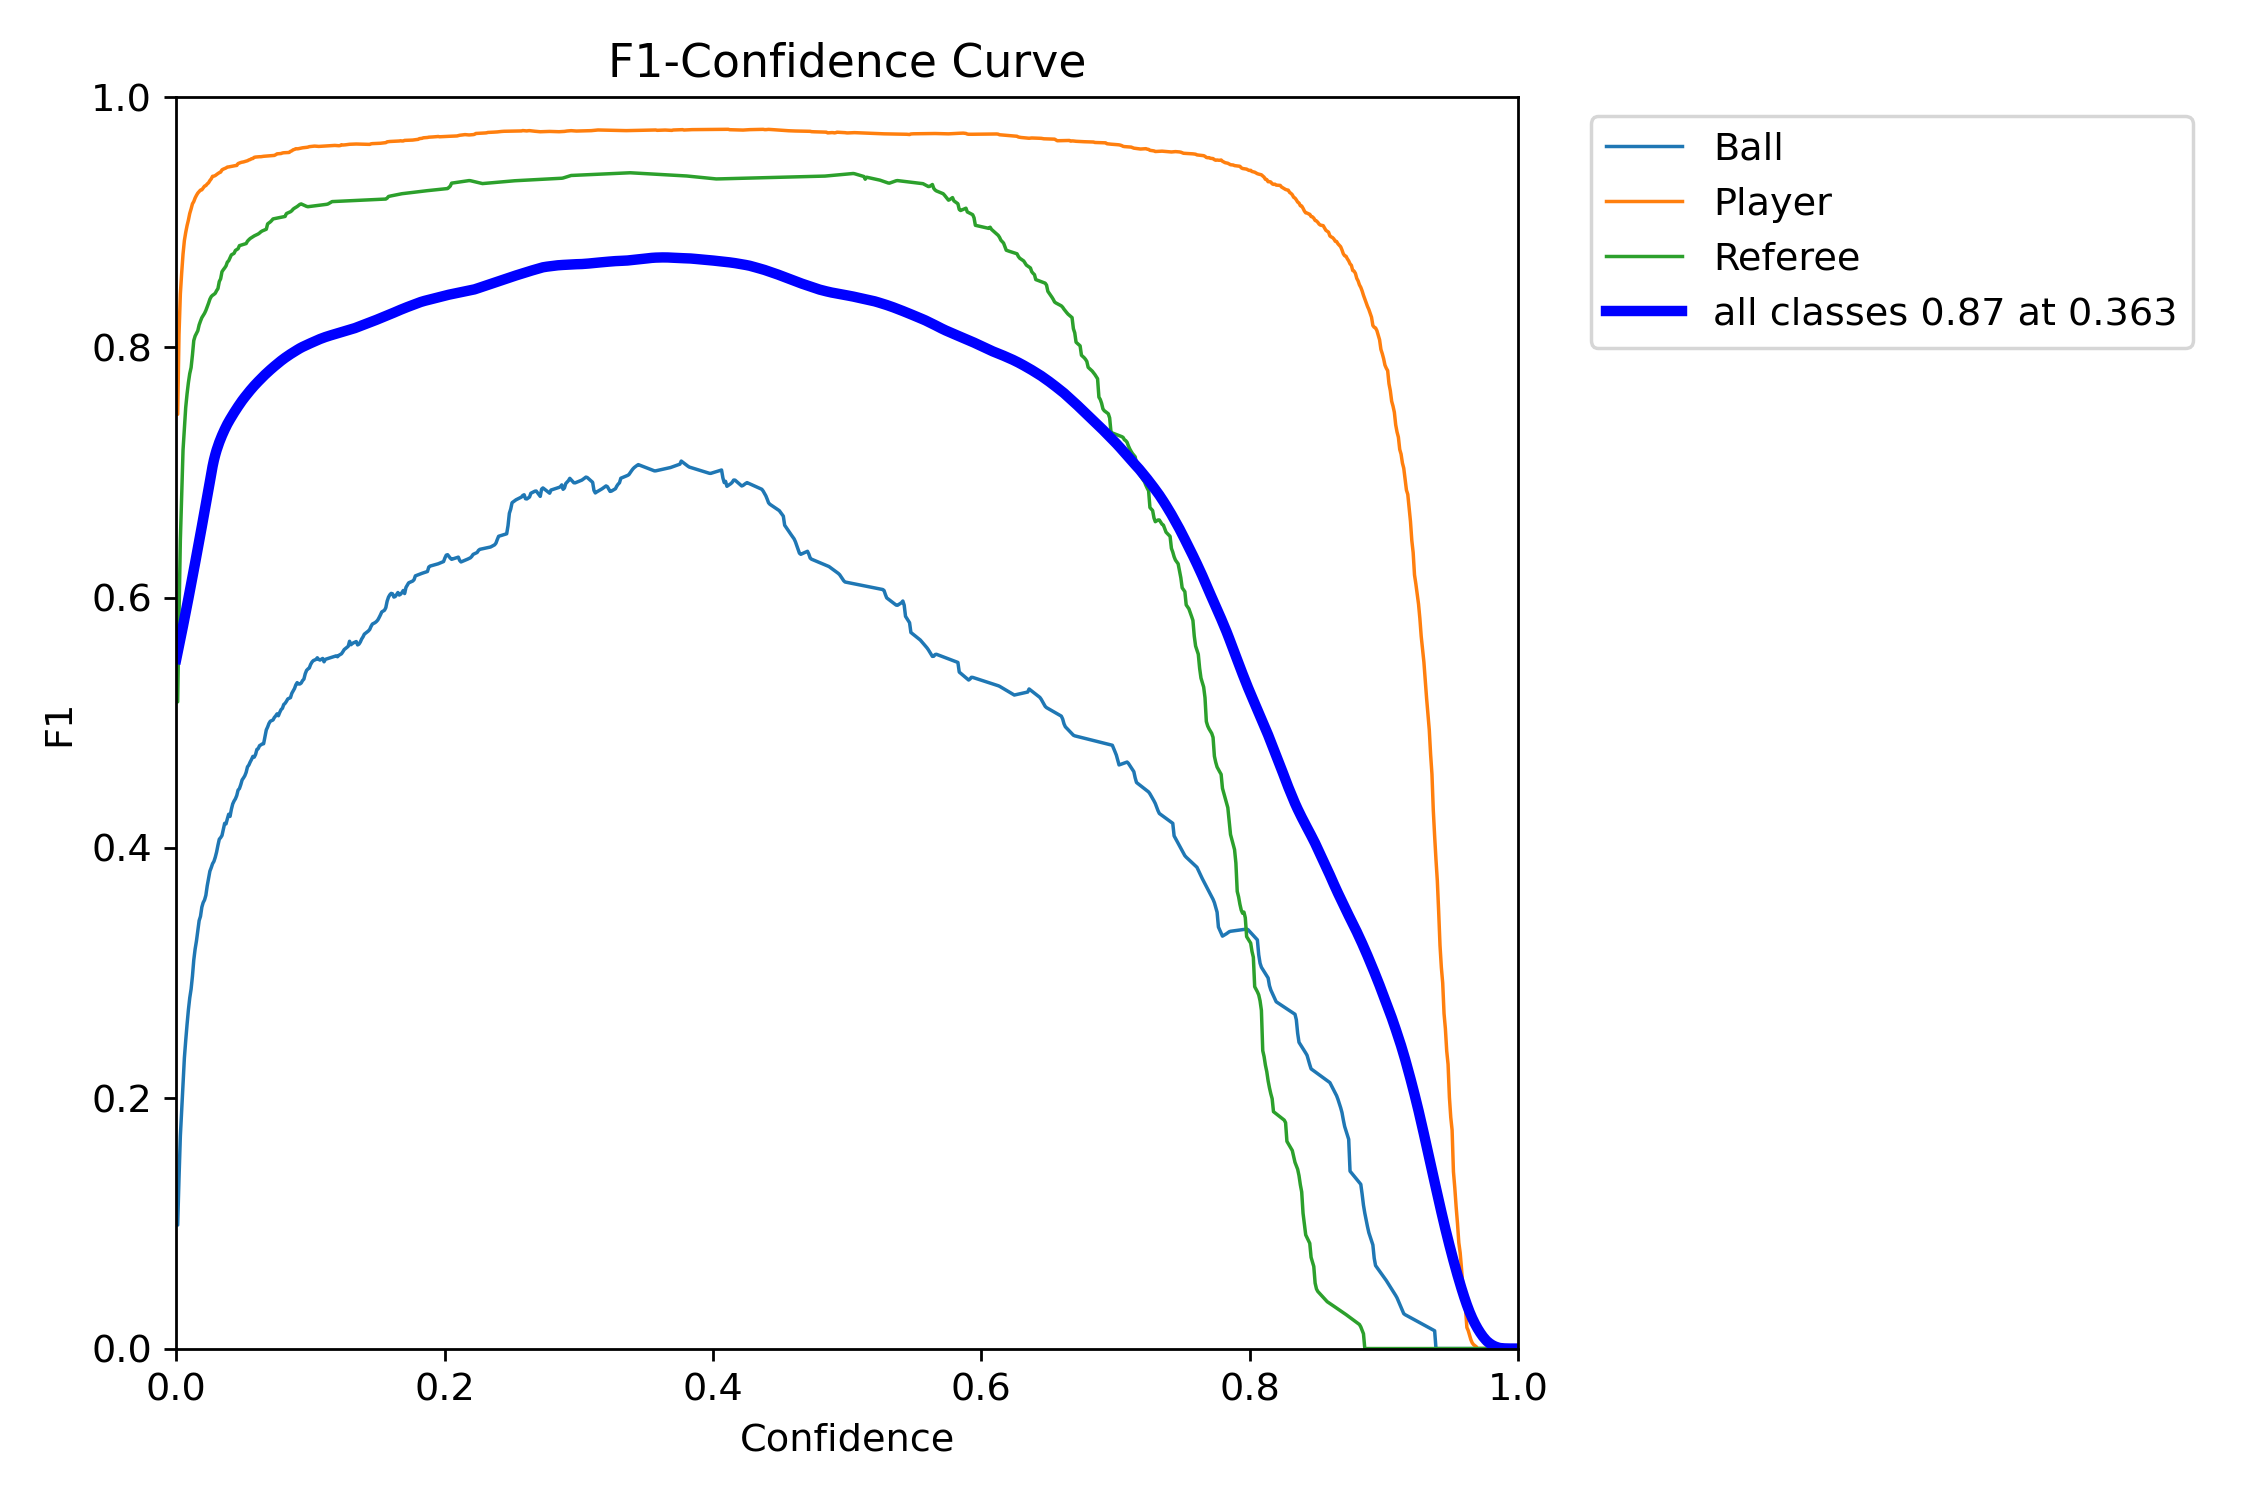 F1-Confidence Curve
1.0
0.8
0.6
0.4
0.2
0.0
F1
0.0 0.2 0.4 0.6 0.8 1.0
Confidence
Ball
Player
Referee
all classes 0.87 at 0.363